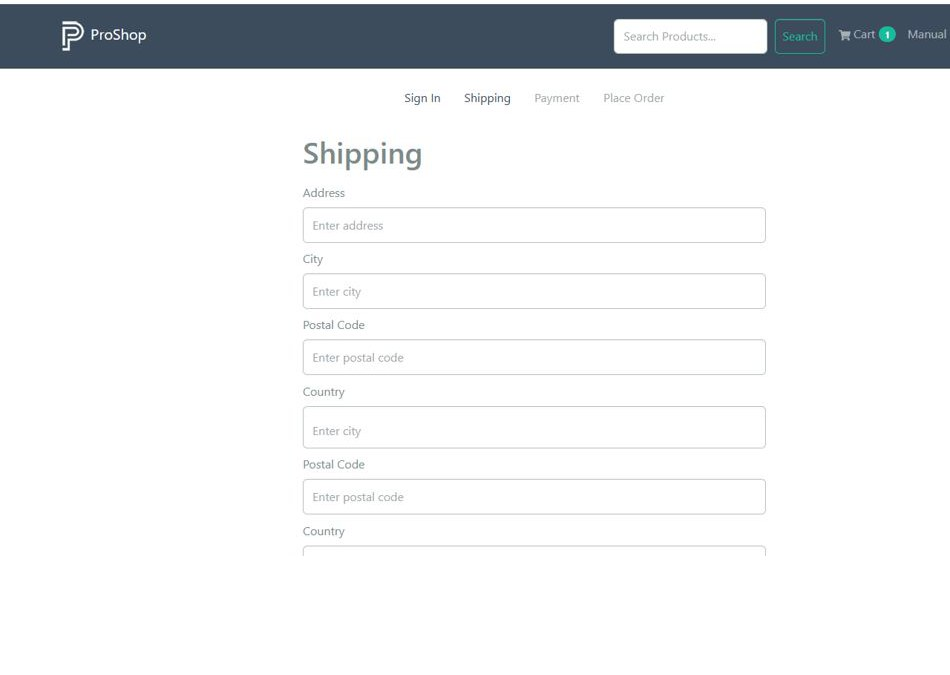 ProShop
Search Products...
Search
Cart 1
Manual
Sign In
Shipping
Payment
Place Order
Shipping
Address
Enter address
City
Enter city
Postal Code
Enter postal code
Country
Enter city
Postal Code
Enter postal code
Country